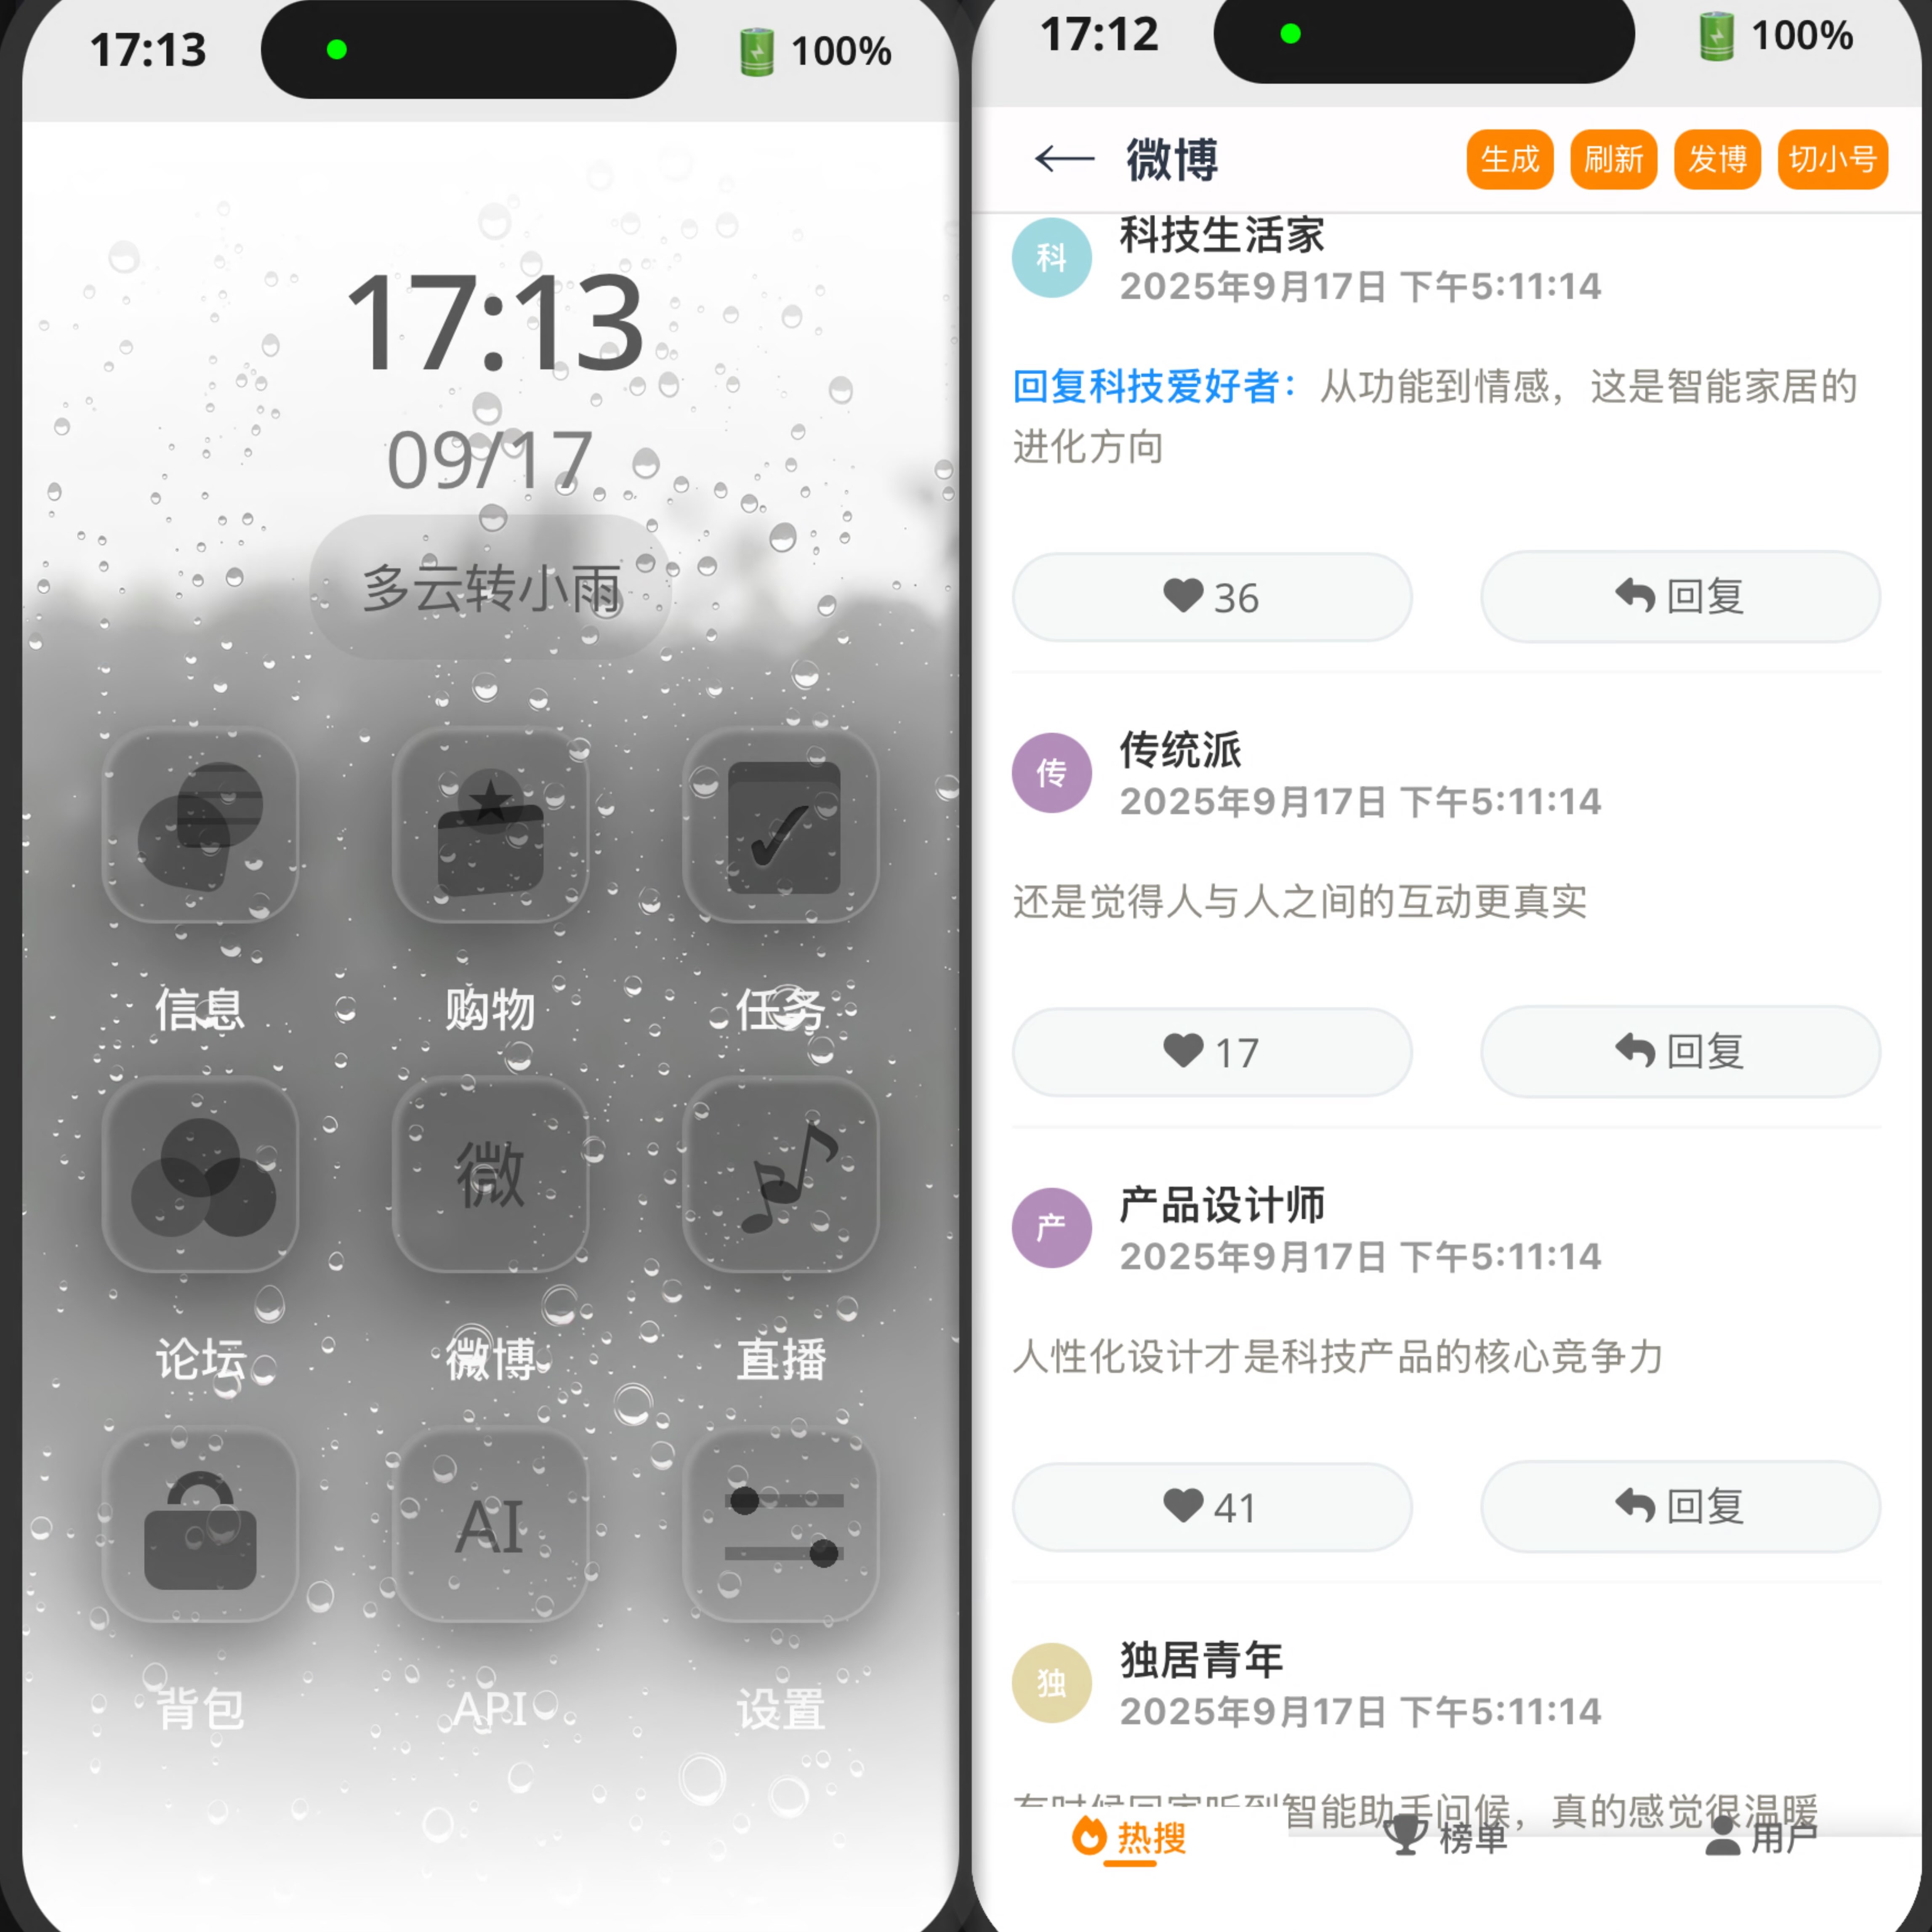 17:13
100%
17:13
09/17
多云转小雨
信息
购物
任务
论坛
微
微博
直播
背包
AI
API
设置
17:12
100%
微博
生成
刷新
发博
切小号
科
科技生活家
2025年9月17日 下午5:11:14
回复科技爱好者：从功能到情感，这是智能家居的
进化方向
36
回复
传
传统派
2025年9月17日 下午5:11:14
还是觉得人与人之间的互动更真实
17
回复
产
产品设计师
2025年9月17日 下午5:11:14
人性化设计才是科技产品的核心竞争力
41
回复
独
独居青年
2025年9月17日 下午5:11:14
有时候回家听到智能助手问候，真的感觉很温暖
热搜
榜单
用户